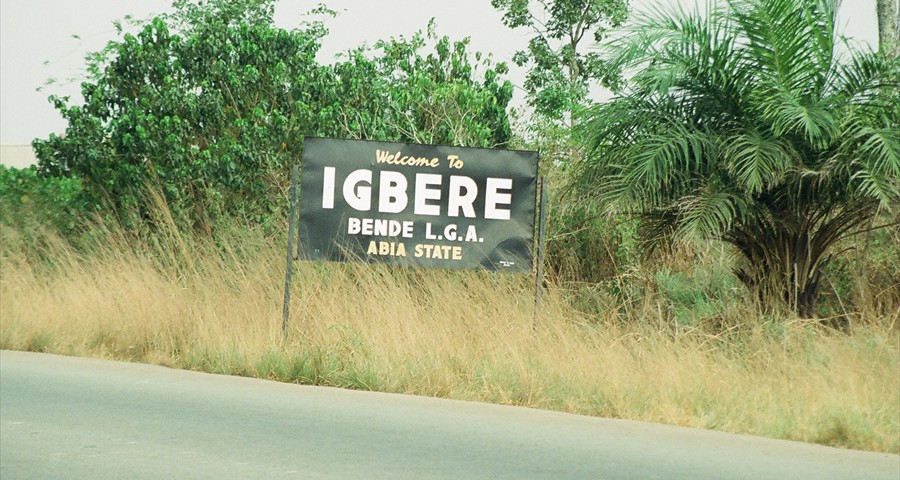 Welcome To
IGBERE
BENDE L.G.A.
ABIA STATE